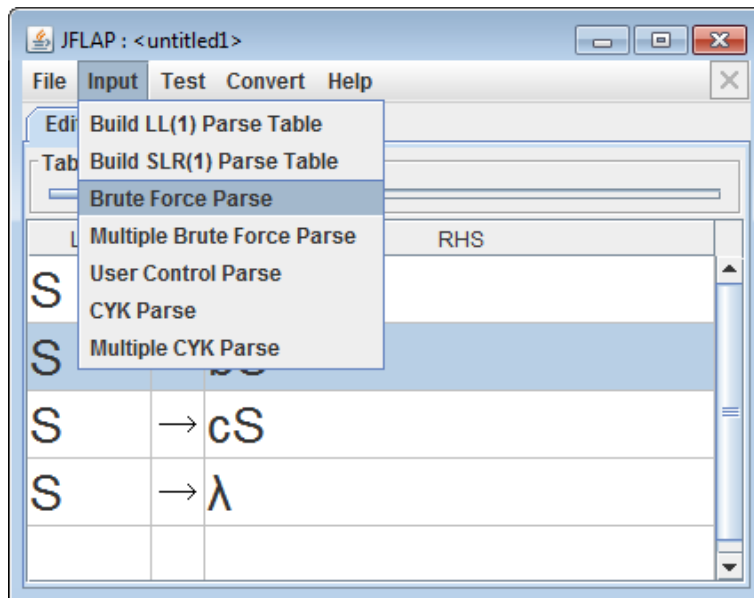 JFLAP : <untitled1>
File Input Test Convert Help
Build LL(1) Parse Table
Build SLR(1) Parse Table
Brute Force Parse
Multiple Brute Force Parse
User Control Parse
CYK Parse
Multiple CYK Parse
Edi
Tab
L RHS
S
S bS
S → cS
S → λ